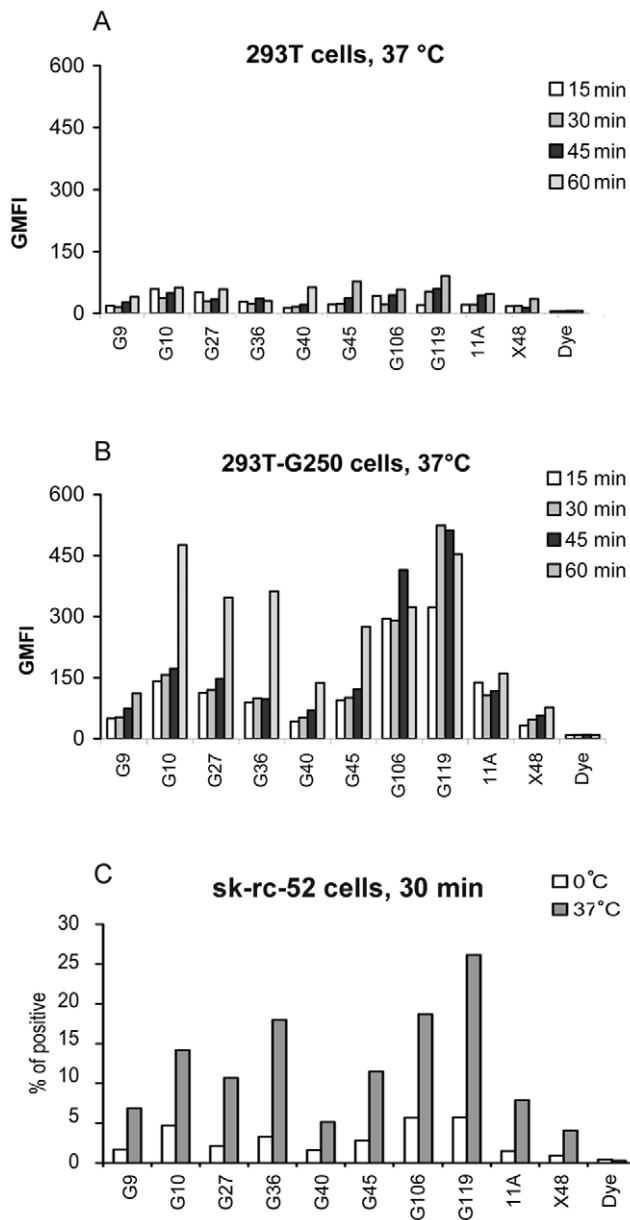 A
293T cells, 37 °C
600
450
300
150
0
GMFI
15 min
30 min
45 min
60 min
G9
G10
G27
G36
G40
G45
G106
G119
11A
X48
Dye
B
293T-G250 cells, 37°C
600
450
300
150
0
GMFI
15 min
30 min
45 min
60 min
G9
G10
G27
G36
G40
G45
G106
G119
11A
X48
Dye
C
sk-rc-52 cells, 30 min
0°C
37°C
30
25
20
15
10
5
0
% of positive
G9
G10
G27
G36
G40
G45
G106
G119
11A
X48
Dye